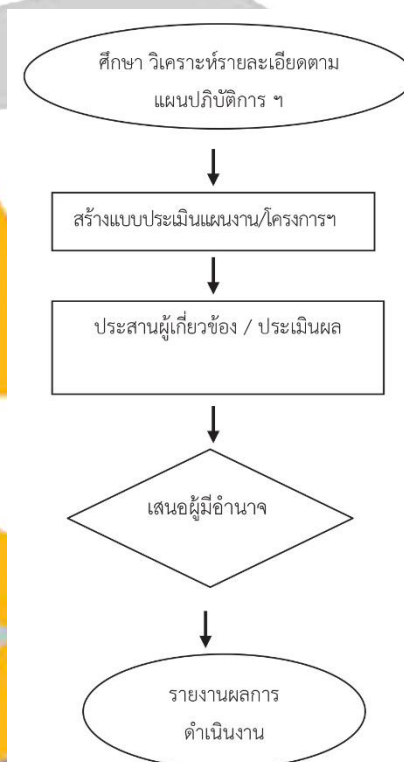 ศึกษา วิเคราะห์รายละเอียดตาม
แผนปฏิบัติการ ฯ
สร้างแบบประเมินแผนงาน/โครงการฯ
ประสานผู้เกี่ยวข้อง / ประเมินผล
เสนอผู้มีอำนาจ
รายงานผลการ
ดำเนินงาน